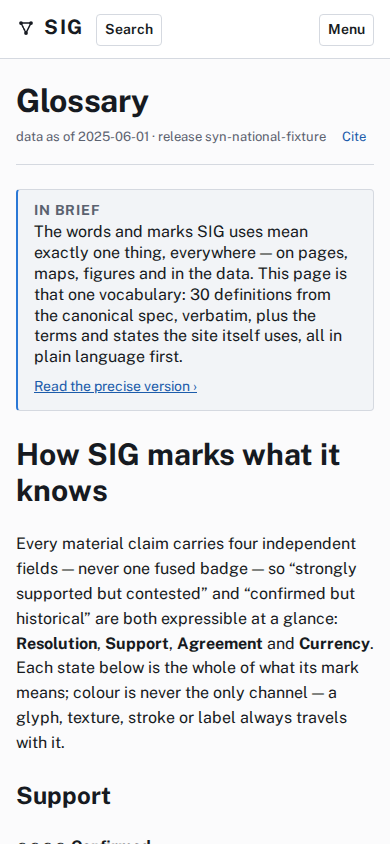 SIG
Search
Menu
Glossary
data as of 2025-06-01 · release syn-national-fixture
Cite
IN BRIEF
The words and marks SIG uses mean
exactly one thing, everywhere — on pages,
maps, figures and in the data. This page is
that one vocabulary: 30 definitions from
the canonical spec, verbatim, plus the
terms and states the site itself uses, all in
plain language first.
Read the precise version ›
How SIG marks what it
knows
Every material claim carries four independent
fields — never one fused badge — so “strongly
supported but contested” and “confirmed but
historical” are both expressible at a glance:
Resolution, Support, Agreement and Currency.
Each state below is the whole of what its mark
means; colour is never the only channel — a
glyph, texture, stroke or label always travels
with it.
Support
Confirmed